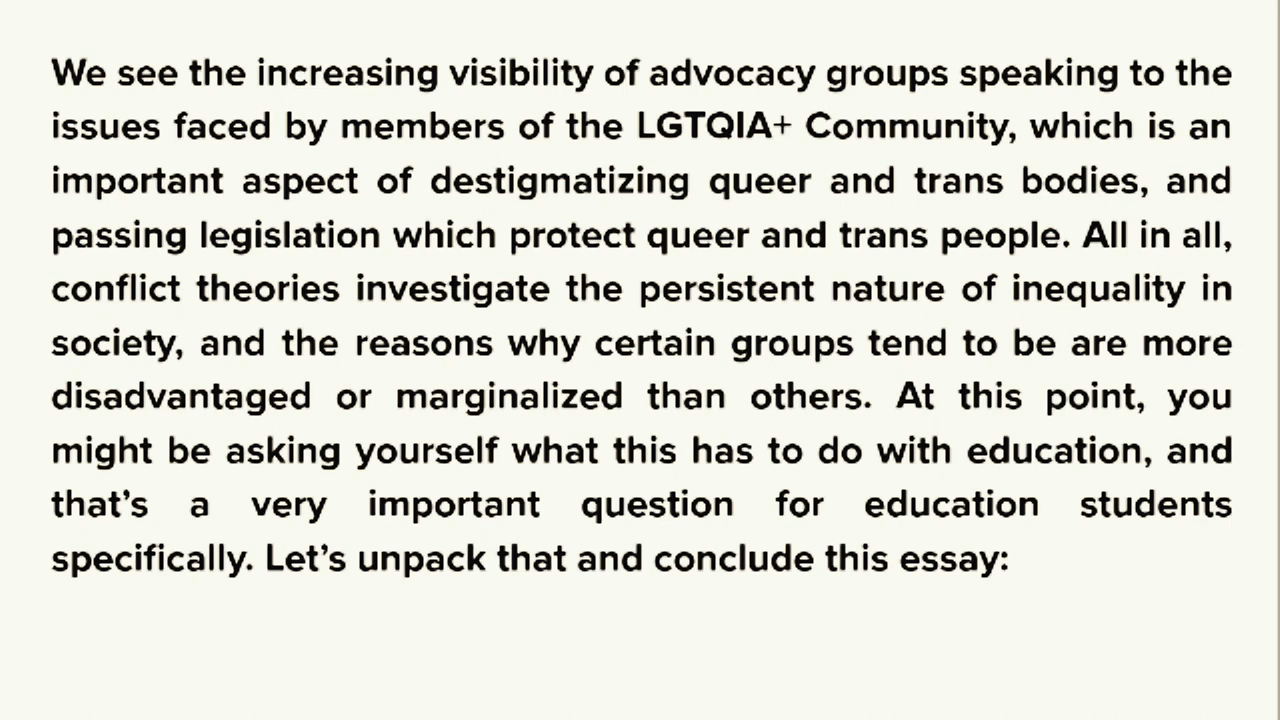 We see the increasing visibility of advocacy groups speaking to the
issues faced by members of the LGTQIA+ Community, which is an
important aspect of destigmatizing queer and trans bodies, and
passing legislation which protect queer and trans people. All in all,
conflict theories investigate the persistent nature of inequality in
society, and the reasons why certain groups tend to be are more
disadvantaged or marginalized than others. At this point, you
might be asking yourself what this has to do with education, and
that’s a very important question for education students
specifically. Let’s unpack that and conclude this essay: